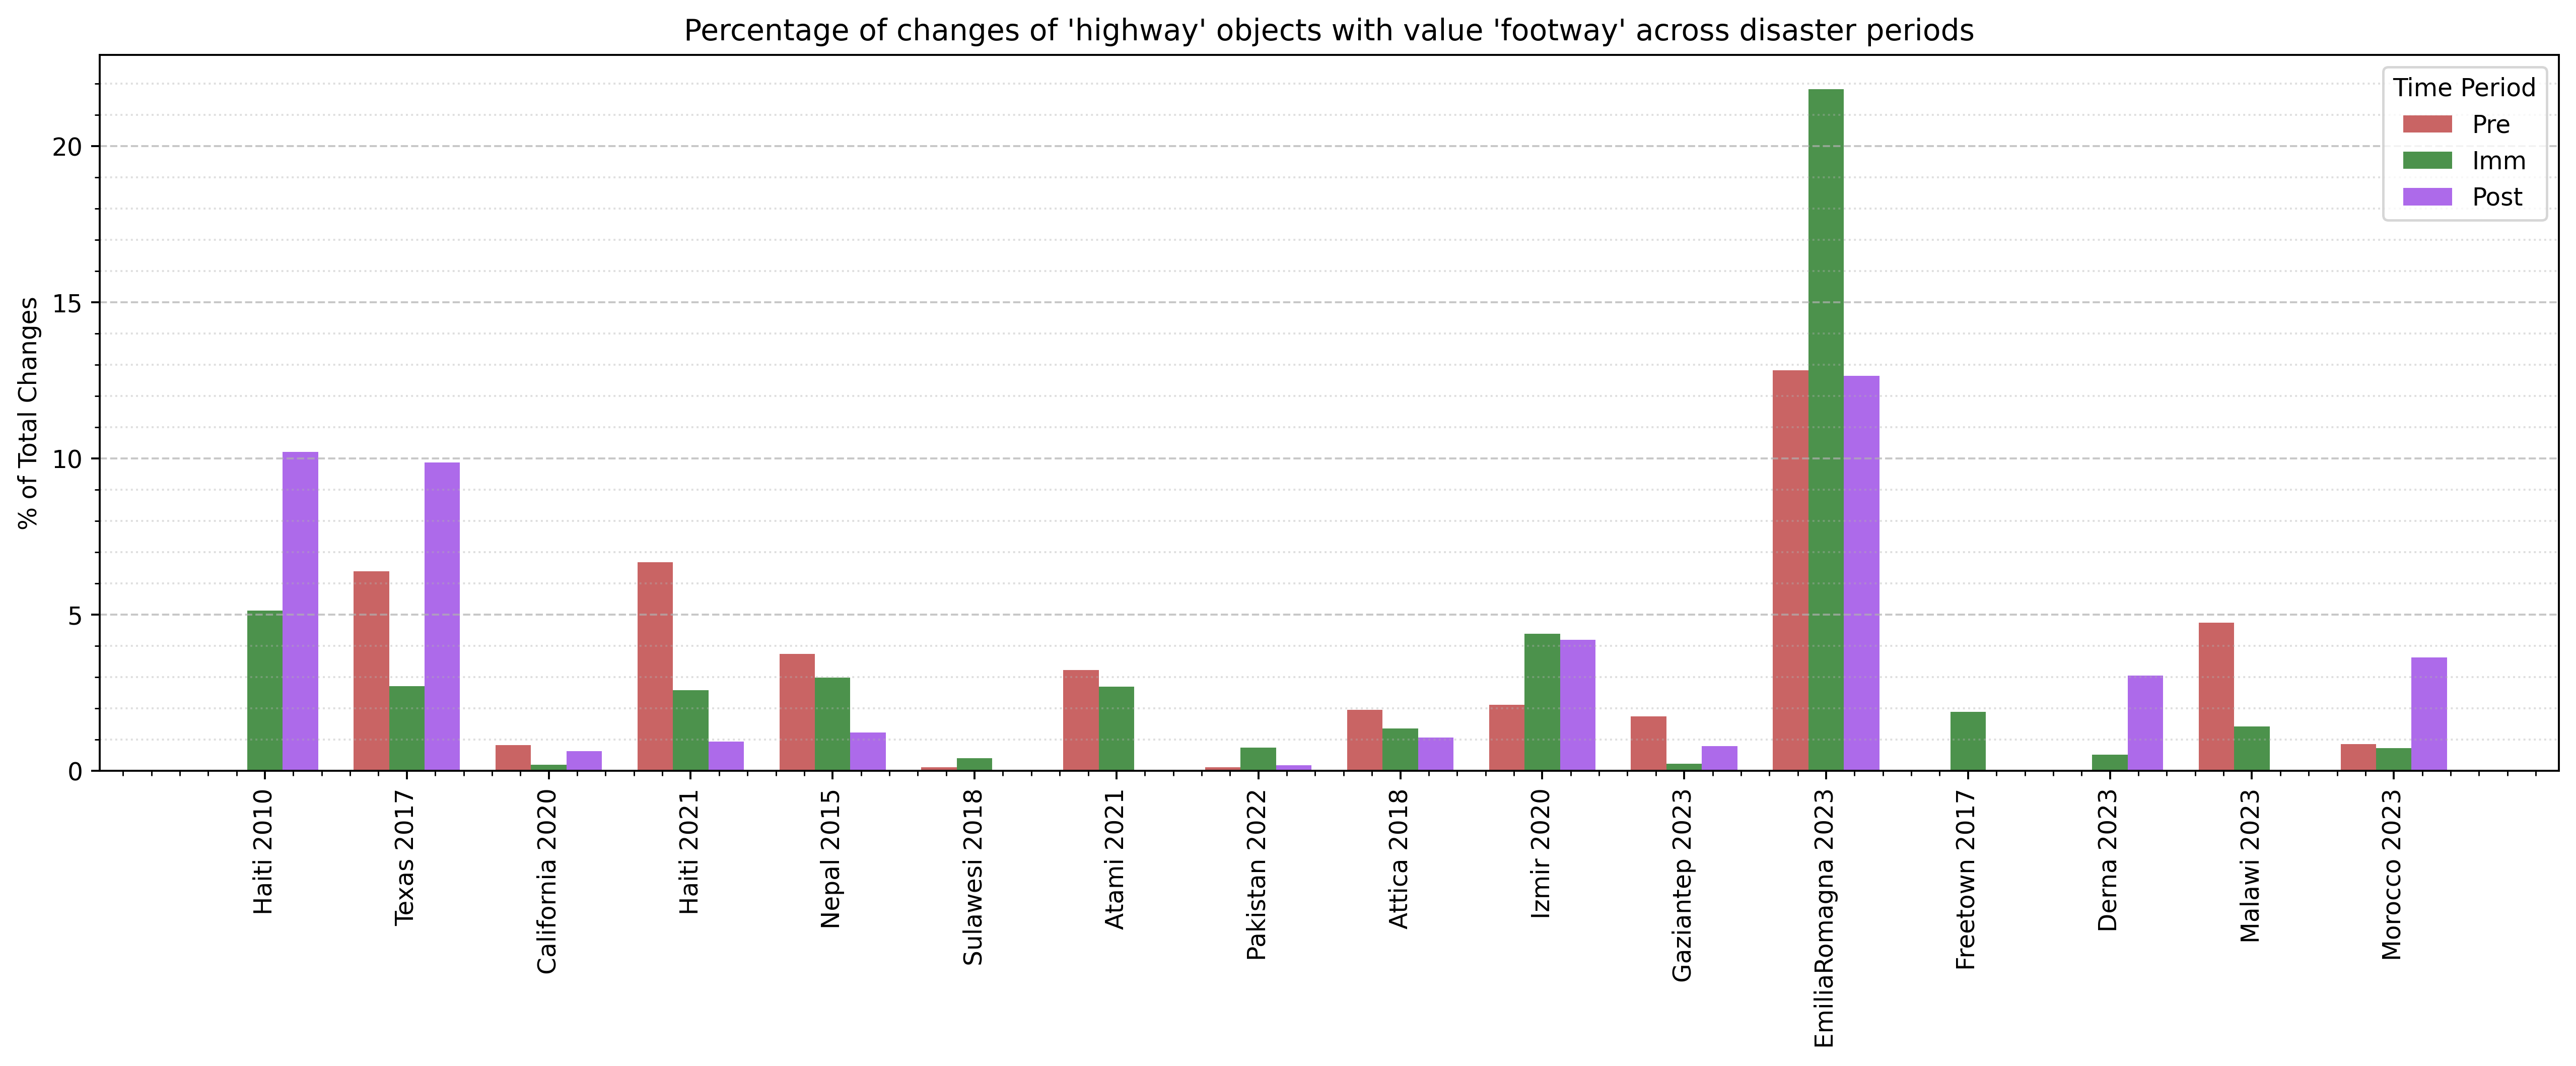 Percentage of changes of 'highway' objects with value 'footway' across disaster periods
Time Period
Pre
Imm
Post
% of Total Changes
20
15
10
5
0
Haiti 2010
Texas 2017
California 2020
Haiti 2021
Nepal 2015
Sulawesi 2018
Atami 2021
Pakistan 2022
Attica 2018
Izmir 2020
Gaziantep 2023
EmiliaRomagna 2023
Freetown 2017
Derna 2023
Malawi 2023
Morocco 2023